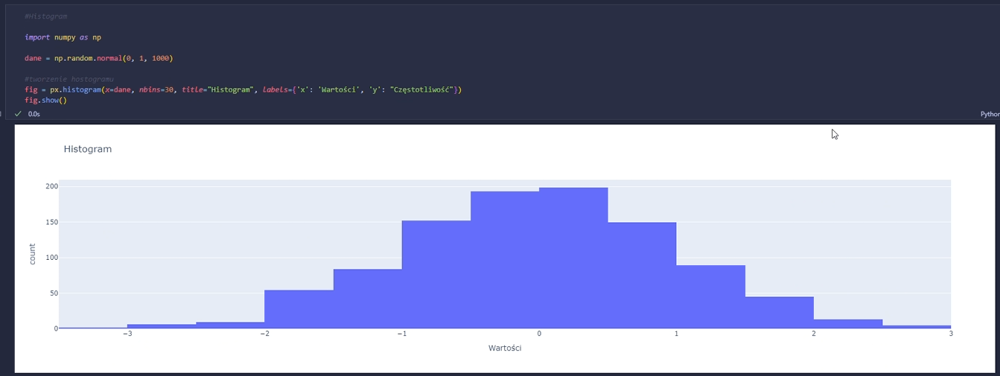 #Histogram
import numpy as np
dane = np.random.normal(0, 1, 1000)
#tworzenie hostogramu
fig = px.histogram(x=dane, nbins=30, title="Histogram", labels={'x': 'Wartości', 'y': "Częstotliwość"})
fig.show()
0.0s
Python
Histogram
200
150
100
50
0
count
−3 −2 −1 0 1 2 3
Wartości